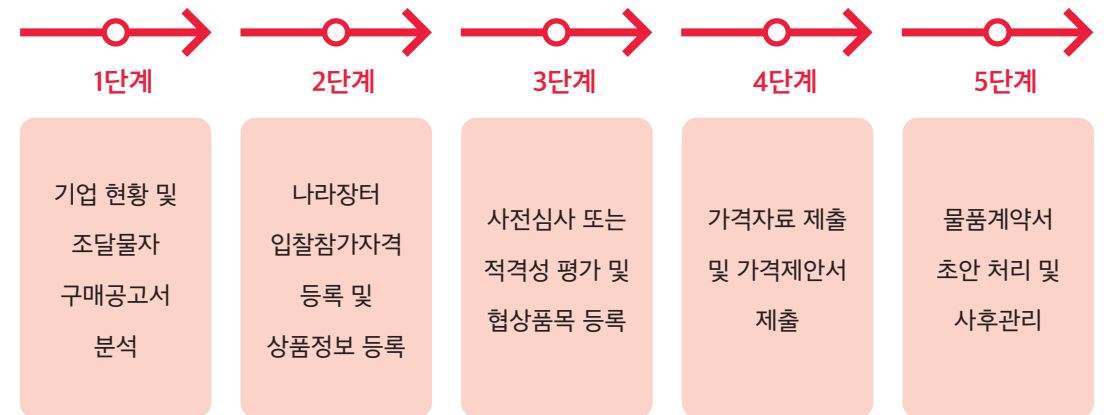 1단계
기업 현황 및
조달물자
구매공고서
분석
2단계
나라장터
입찰참가자격
등록 및
상품정보 등록
3단계
사전심사 또는
적격성 평가 및
협상품목 등록
4단계
가격자료 제출
및 가격제안서
제출
5단계
물품계약서
초안 처리 및
사후관리